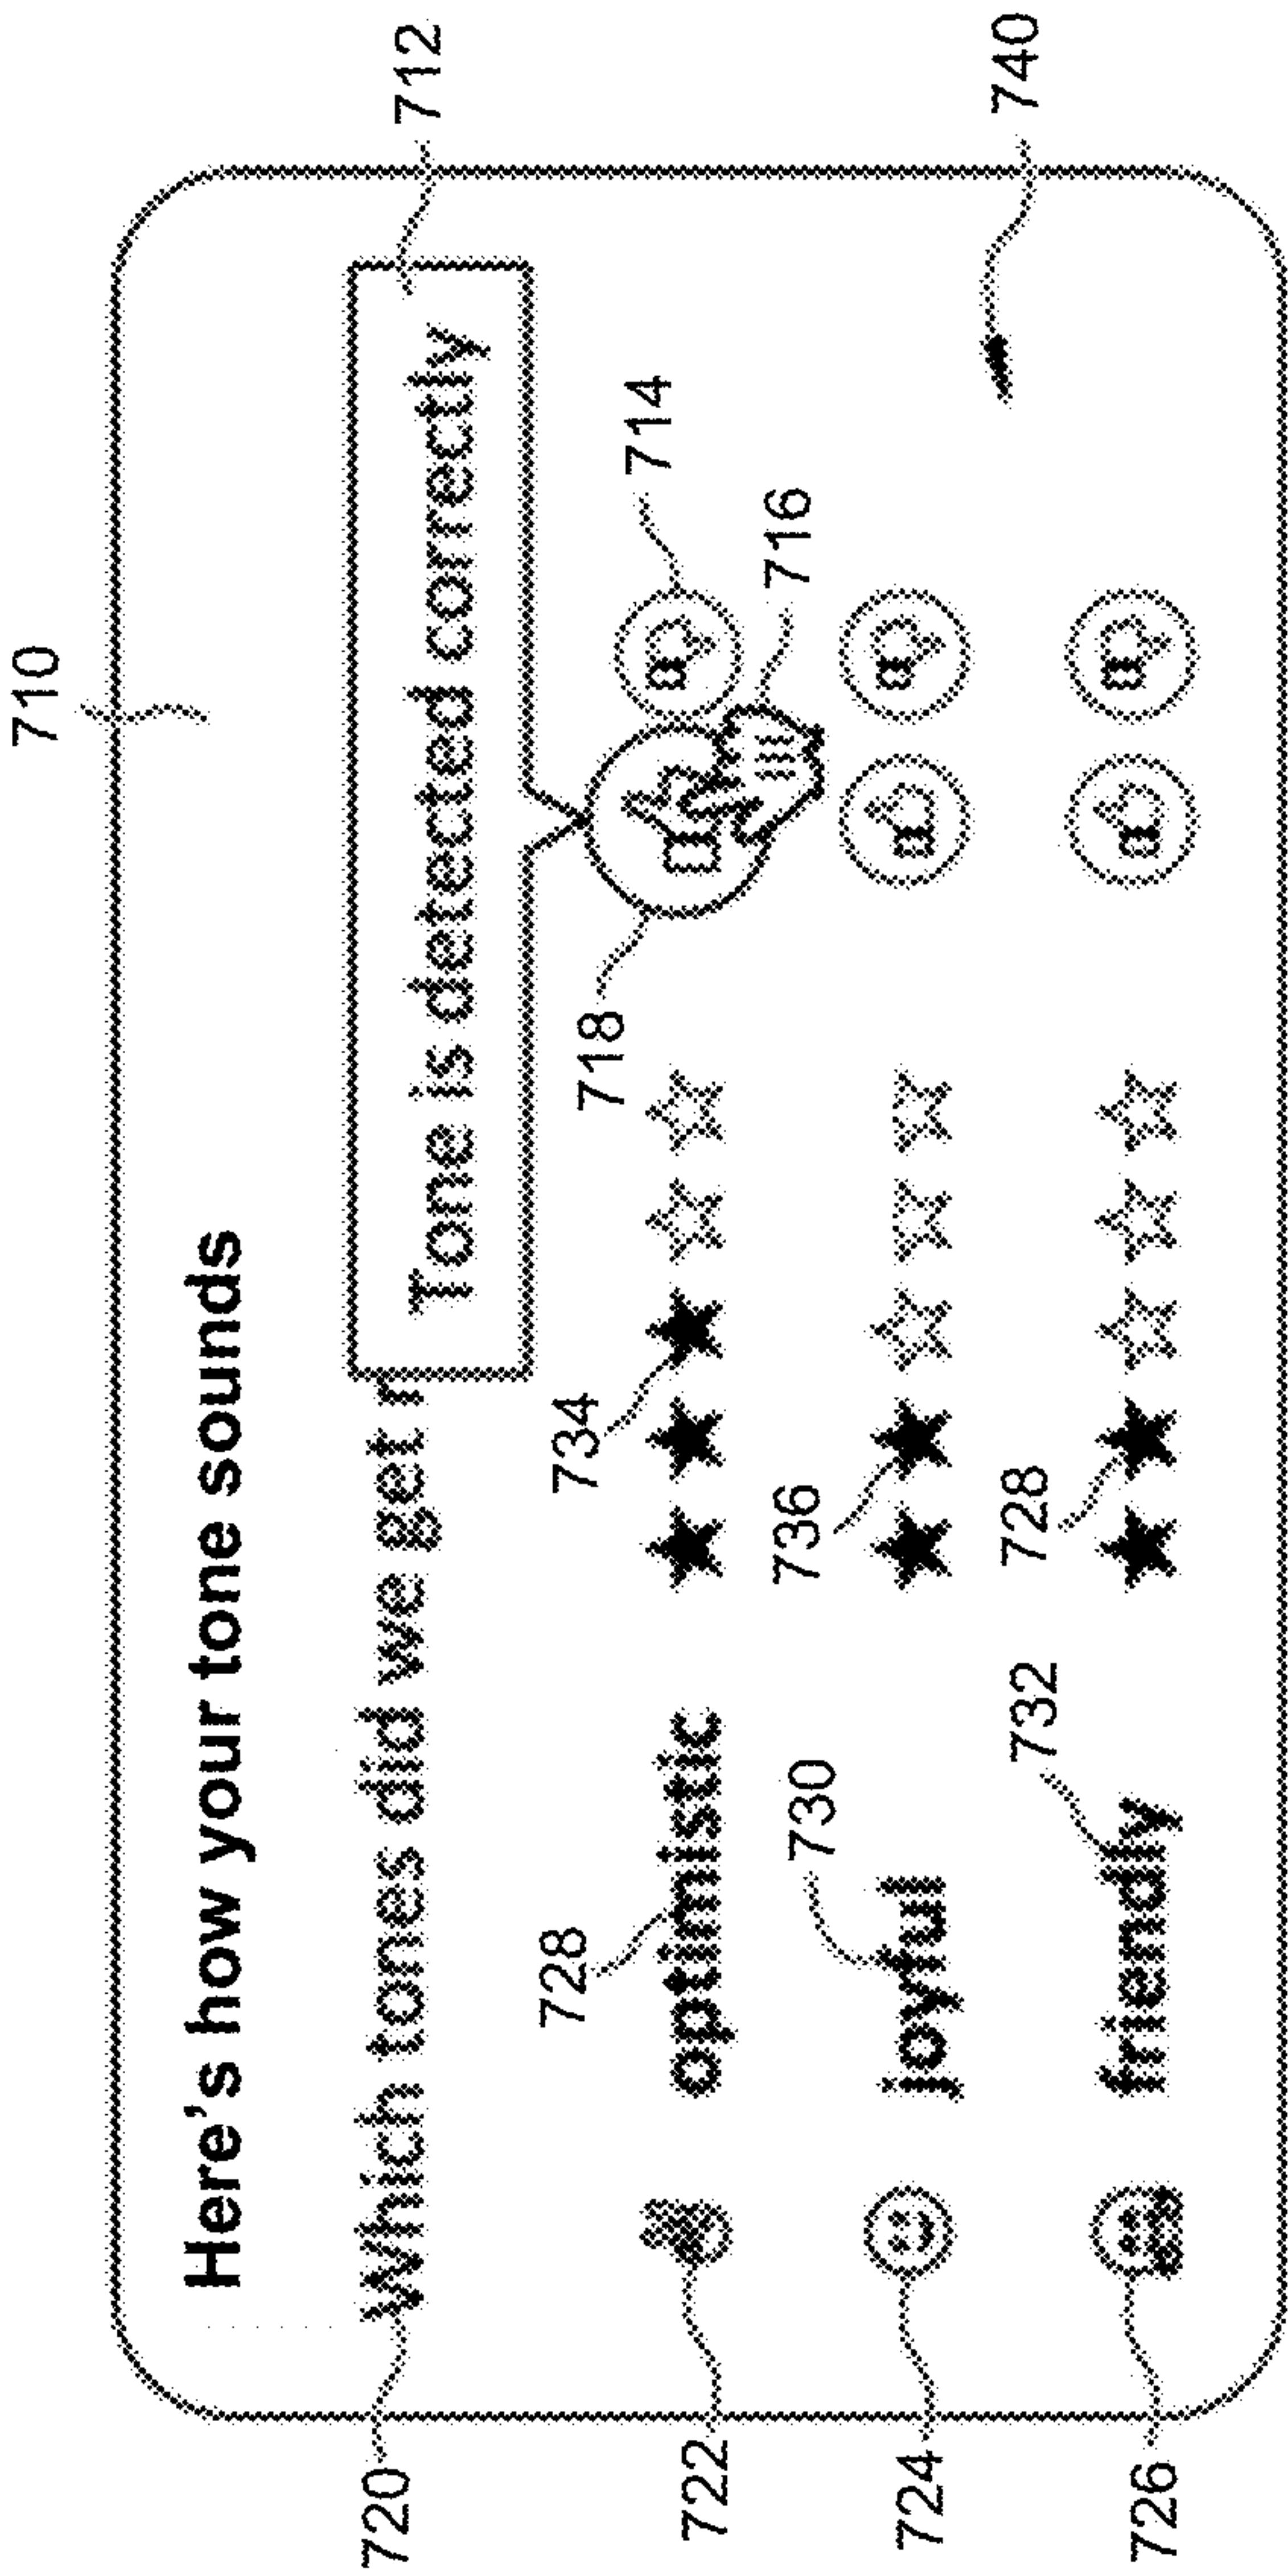 710
Here's how your tone sounds
712
720
Which tones did we get r
Tone is detected correctly
714
716
718
722
728
optimistic
734
724
730
joyful
736
726
732
friendly
728
740